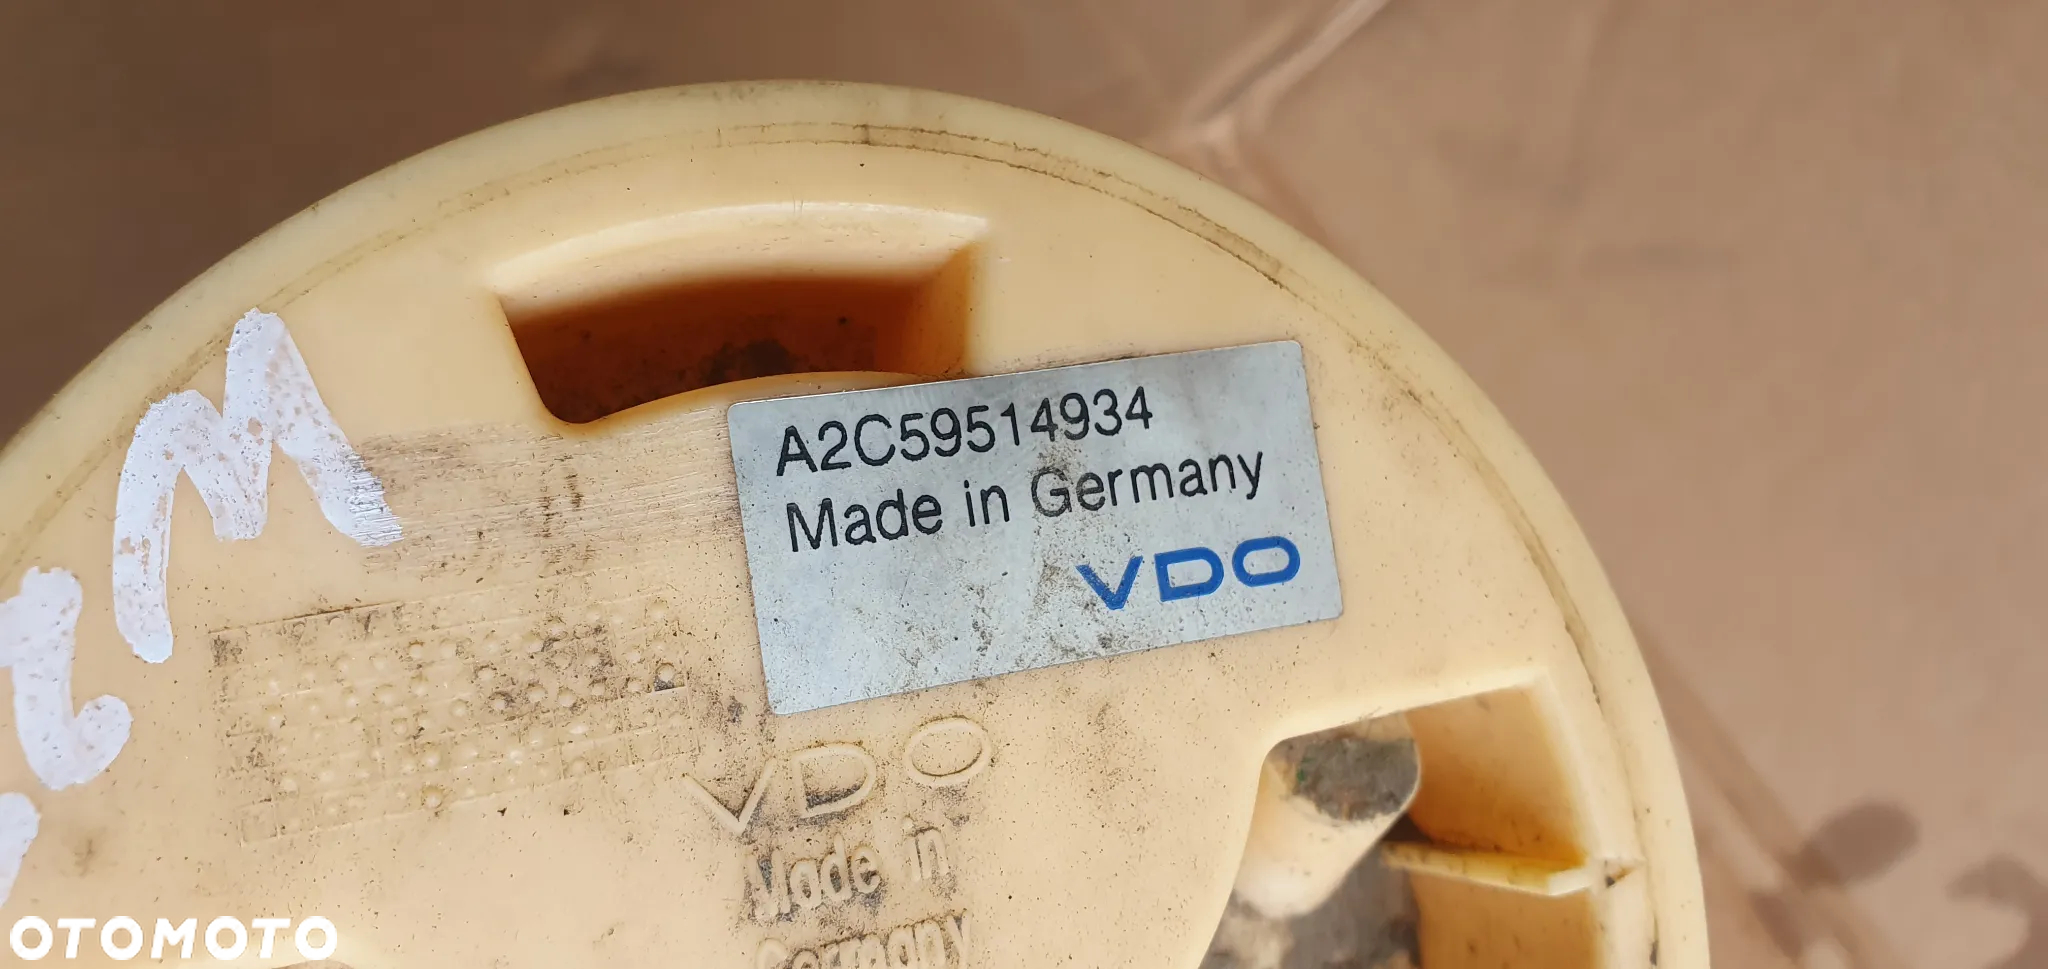 A2C59514934
Made in Germany
VDO
VDO
Made in
Germany
OTOMOTO